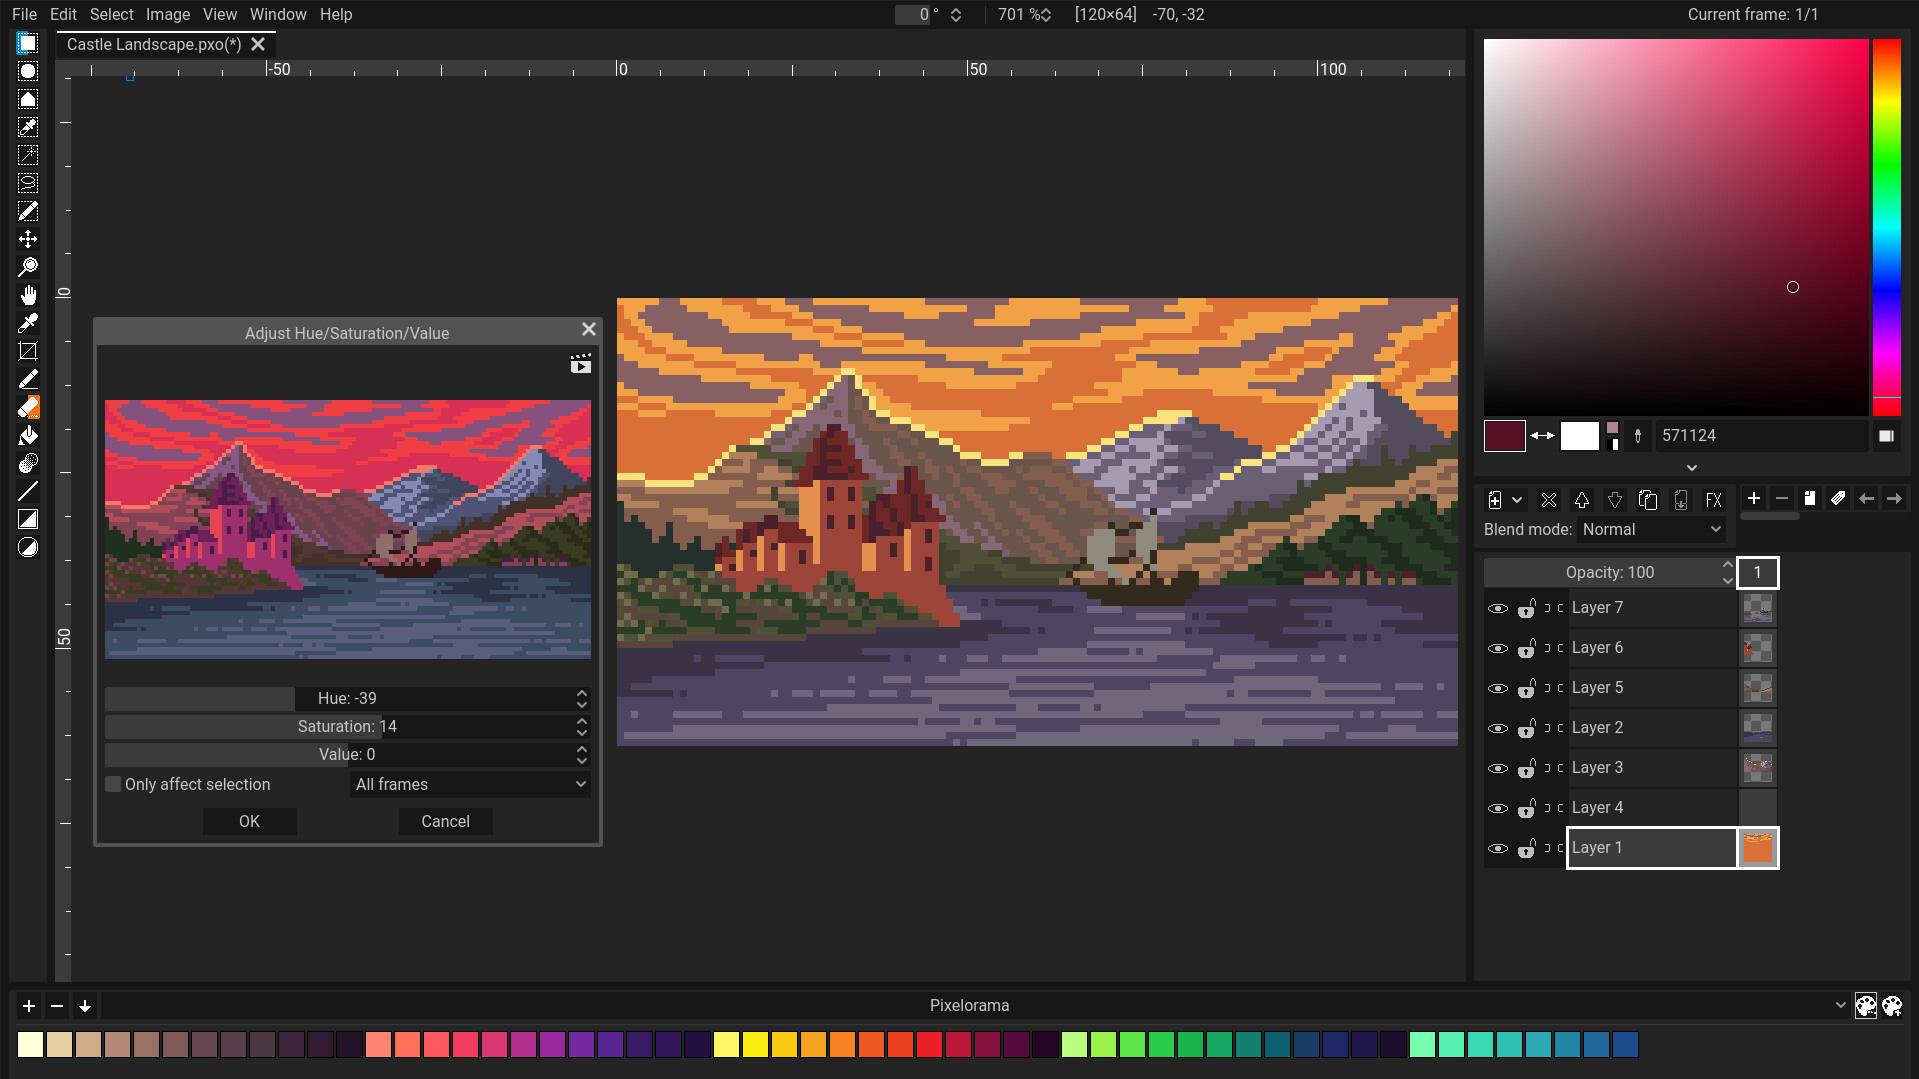 File Edit Select Image View Window Help
0 °
701 %
[120×64]
-70, -32
Current frame: 1/1
Castle Landscape.pxo(*)
-50
0
50
100
0
50
Adjust Hue/Saturation/Value
Hue: -39
Saturation: 14
Value: 0
Only affect selection
All frames
OK
Cancel
571124
FX
Blend mode: Normal
Opacity: 100
1
Layer 7
Layer 6
Layer 5
Layer 2
Layer 3
Layer 4
Layer 1
Pixelorama